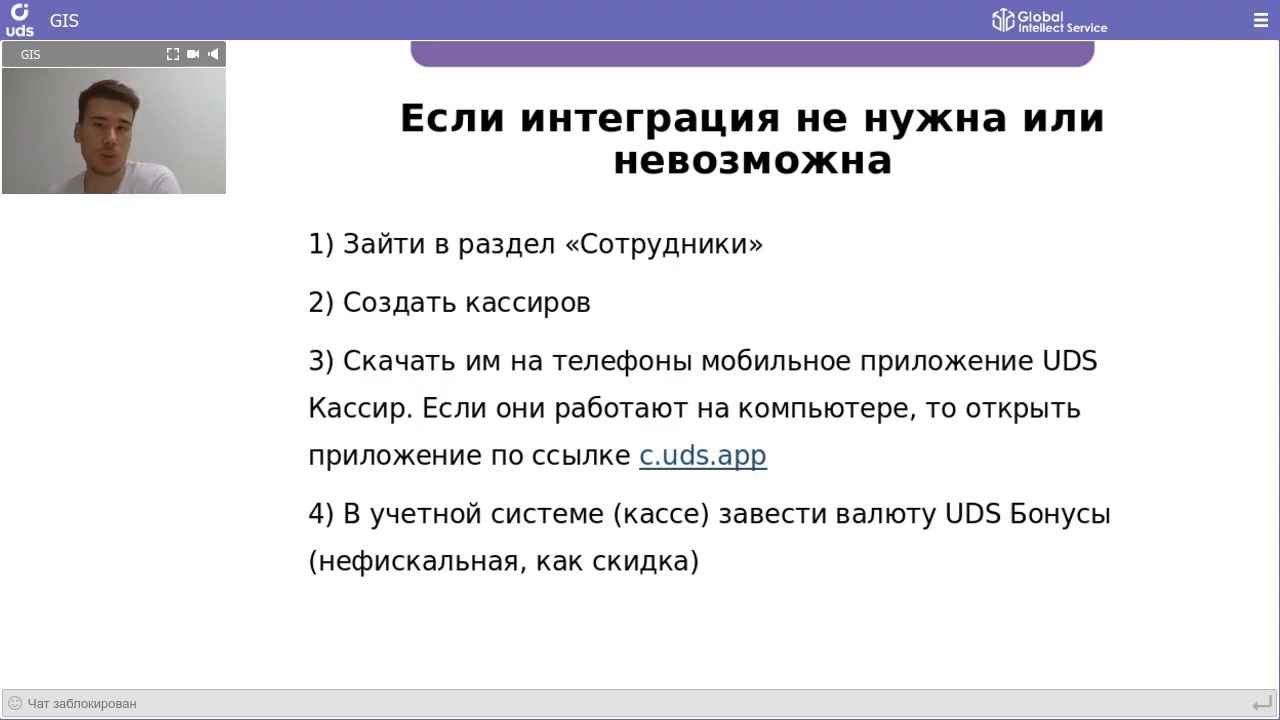 uds
GIS
Global
Intellect Service
GIS
Если интеграция не нужна или
невозможна
1) Зайти в раздел «Сотрудники»
2) Создать кассиров
3) Скачать им на телефоны мобильное приложение UDS
Кассир. Если они работают на компьютере, то открыть
приложение по ссылке c.uds.app
4) В учетной системе (кассе) завести валюту UDS Бонусы
(нефискальная, как скидка)
Чат заблокирован